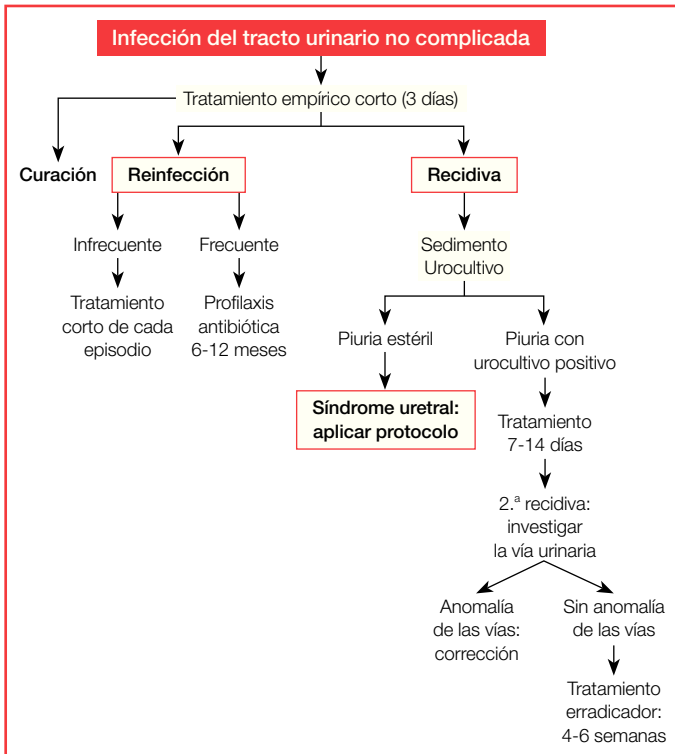 Infección del tracto urinario no complicada
Tratamiento empírico corto (3 días)
Curación
Reinfección
Recidiva
Infrecuente
Frecuente
Sedimento
Urocultivo
Tratamiento
corto de cada
episodio
Profilaxis
antibiótica
6-12 meses
Piuria estéril
Piuria con
urocultivo positivo
Síndrome uretral:
aplicar protocolo
Tratamiento
7-14 días
2.ª recidiva:
investigar
la vía urinaria
Anomalía
de las vías:
corrección
Sin anomalía
de las vías
Tratamiento
erradicador:
4-6 semanas